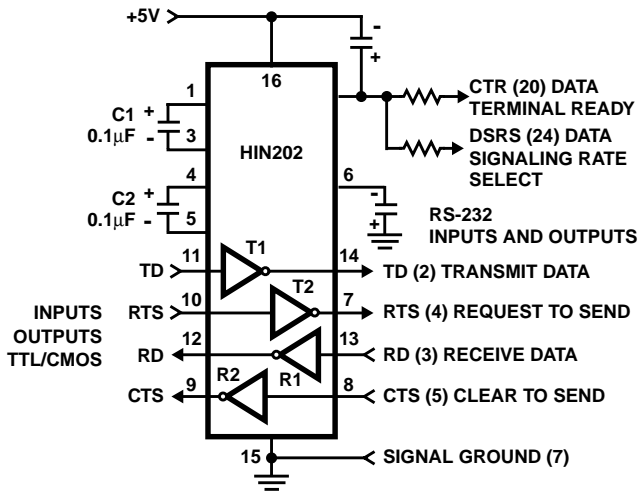 +5V
-
+
16
1
C1
+
0.1µF
-
3
HIN202
CTR (20) DATA
TERMINAL READY
DSRS (24) DATA
SIGNALING RATE
SELECT
4
C2
+
0.1µF
-
5
6
-
+
RS-232
INPUTS AND OUTPUTS
TD
11
T1
14
TD (2) TRANSMIT DATA
INPUTS
OUTPUTS
TTL/CMOS
RTS
10
T2
7
RTS (4) REQUEST TO SEND
RD
12
R1
13
RD (3) RECEIVE DATA
CTS
9
R2
8
CTS (5) CLEAR TO SEND
15
SIGNAL GROUND (7)